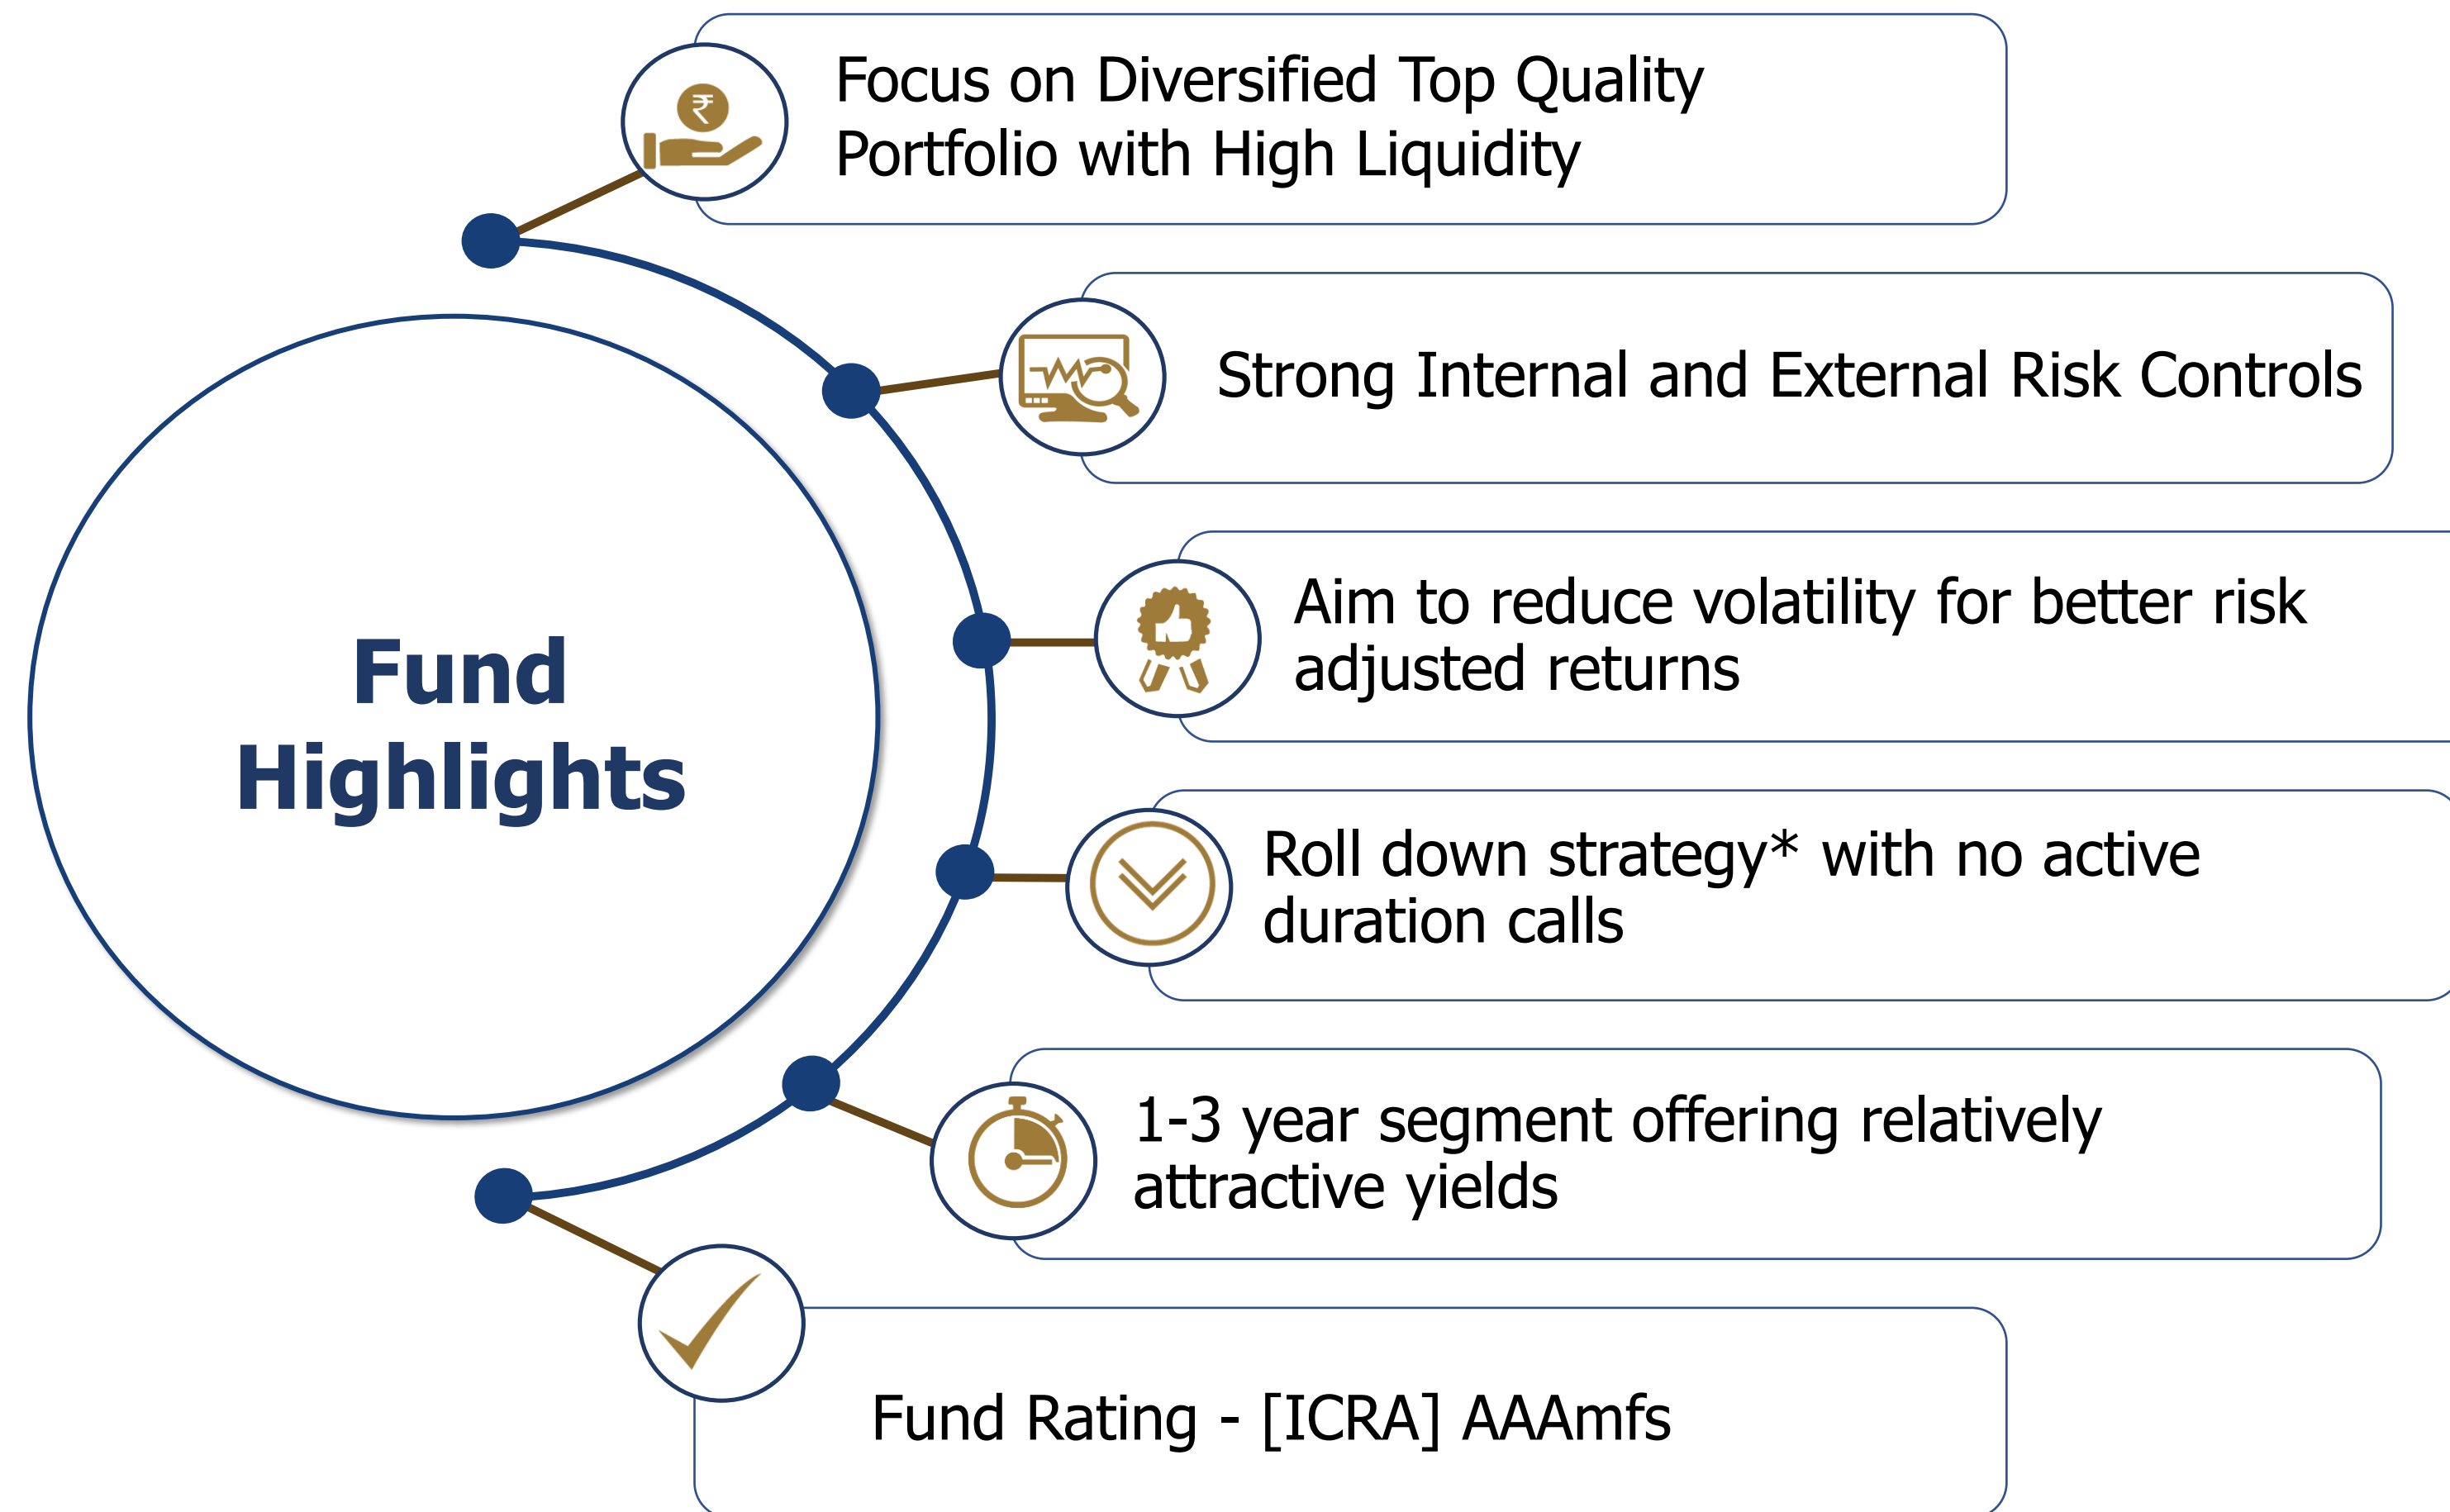 Focus on Diversified Top Quality
Portfolio with High Liquidity
Strong Internal and External Risk Controls
Fund
Highlights
Aim to reduce volatility for better risk
adjusted returns
Roll down strategy* with no active
duration calls
1-3 year segment offering relatively
attractive yields
Fund Rating - [ICRA] AAAmfs